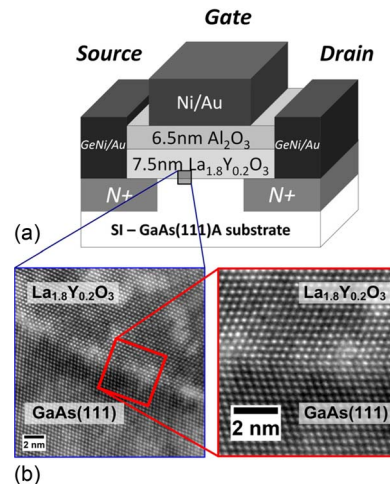 Gate
Source Drain
Ni/Au
GeNi/Au GeNi/Au
6.5nm Al₂O₃
7.5nm La₁.₈Y₀.₂O₃
N+ N+
(a) SI – GaAs(111)A substrate
La₁.₈Y₀.₂O₃ La₁.₈Y₀.₂O₃
GaAs(111) GaAs(111)
2 nm 2 nm
(b)